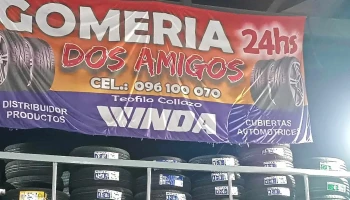 GOMERIA 24hs
DOS AMIGOS
CEL.: 096 100 070
Teofilo Collazo
DISTRIBUIDOR
PRODUCTOS
WINDA
CUBIERTAS
AUTOMOTRICES